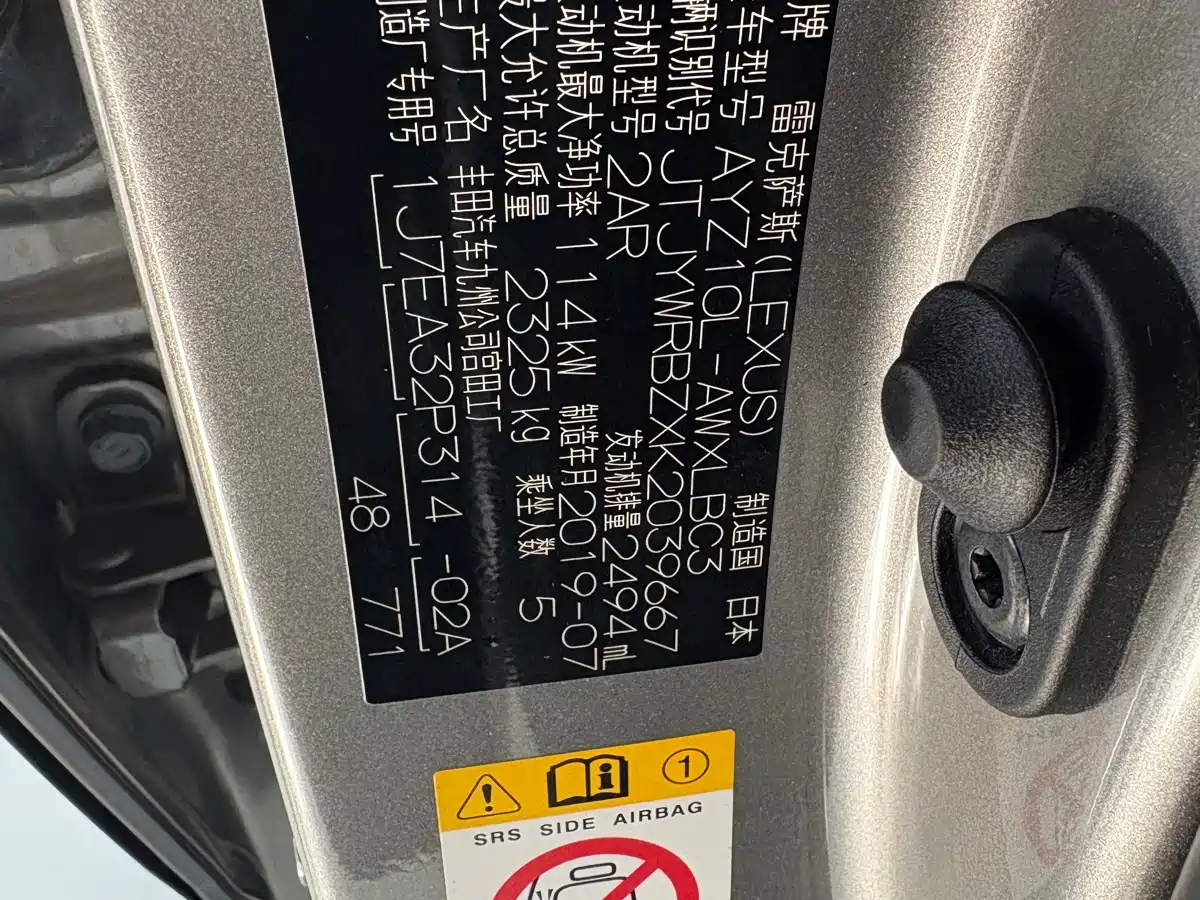 牌 雷克萨斯(LEXUS) 制造国 日本
车型号 AYZ10L-AWXLBC3
辆识别代号 JTJYWRBZXK2039667
动机型号 2AR 发动机排量 2494mL
发动机最大净功率 114kW 制造年月 2019-07
最大允许总质量 2325kg 乘坐人数 5
生产厂名 丰田汽车九州公司宫田工厂
制造厂专用号 1J7EA32P314-02A
48 771
1
SRS SIDE AIRBAG